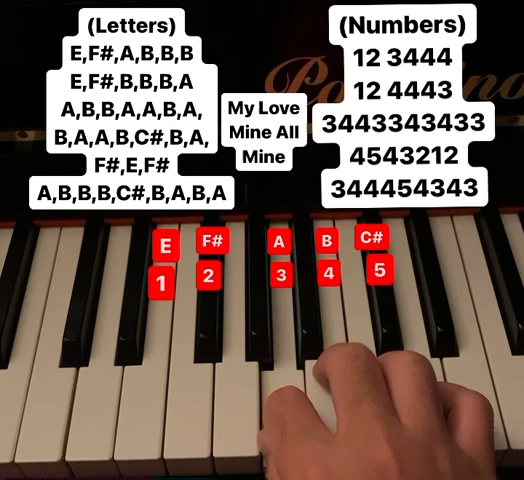 (Letters)
E,F#,A,B,B,B
E,F#,B,B,B,A
A,B,B,A,A,B,A,
B,A,A,B,C#,B,A,
F#,E,F#
A,B,B,B,C#,B,A,B,A
My Love
Mine All
Mine
(Numbers)
12 3444
12 4443
3443343433
4543212
344454343
E F# A B C#
1 2 3 4 5